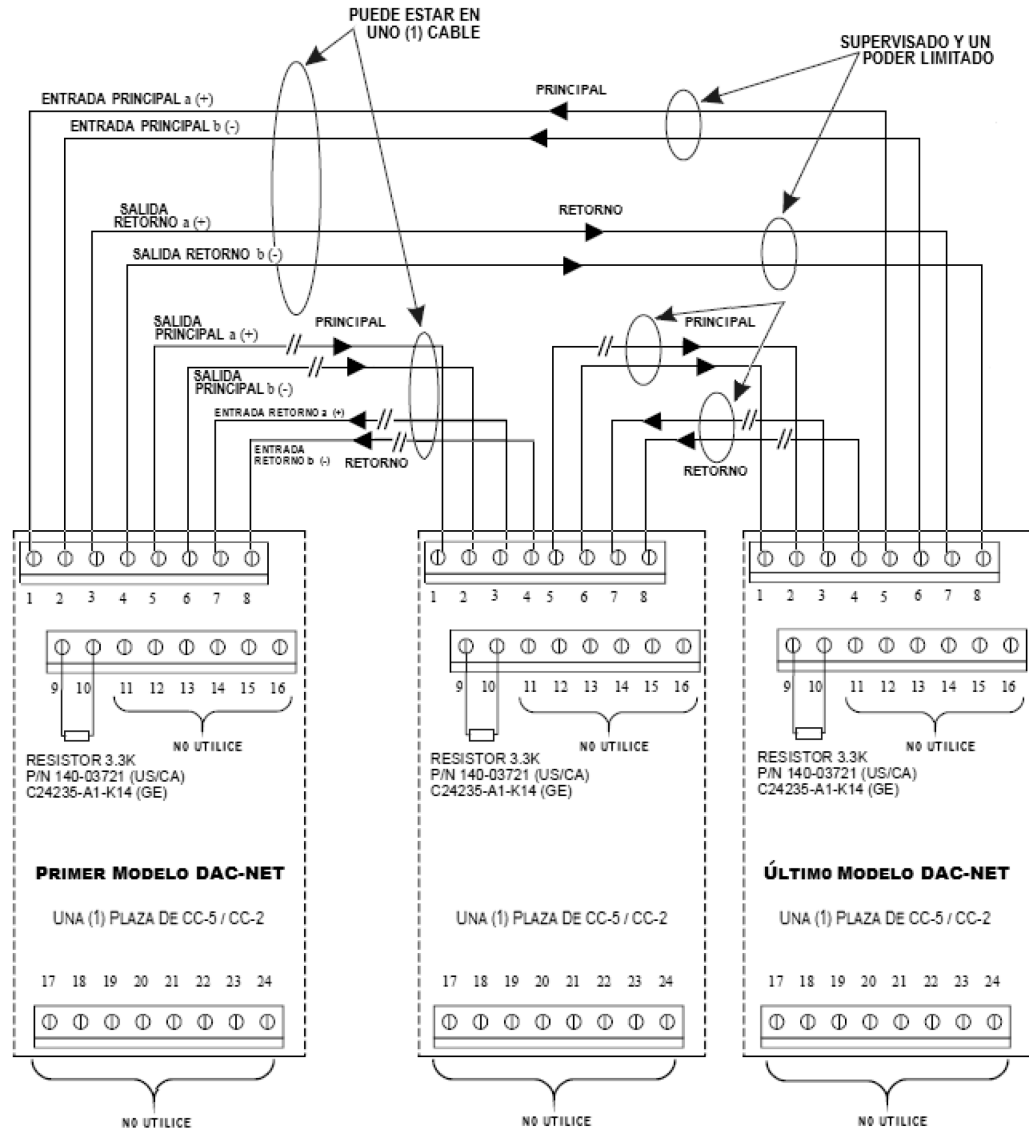 PUEDE ESTAR EN
UNO (1) CABLE
SUPERVISADO Y UN
PODER LIMITADO
ENTRADA PRINCIPAL a (+)
PRINCIPAL
ENTRADA PRINCIPAL b (-)
SALIDA
RETORNO a (+)
RETORNO
SALIDA RETORNO b (-)
SALIDA
PRINCIPAL a (+)
PRINCIPAL
PRINCIPAL
SALIDA
PRINCIPAL b (-)
ENTRADA RETORNO a (+)
ENTRADA
RETORNO b (-)
RETORNO
RETORNO
1 2 3 4 5 6 7 8
1 2 3 4 5 6 7 8
1 2 3 4 5 6 7 8
9 10 11 12 13 14 15 16
9 10 11 12 13 14 15 16
9 10 11 12 13 14 15 16
NO UTILICE
NO UTILICE
NO UTILICE
RESISTOR 3.3K
P/N 140-03721 (US/CA)
C24235-A1-K14 (GE)
RESISTOR 3.3K
P/N 140-03721 (US/CA)
C24235-A1-K14 (GE)
RESISTOR 3.3K
P/N 140-03721 (US/CA)
C24235-A1-K14 (GE)
PRIMER MODELO DAC-NET
ÚLTIMO MODELO DAC-NET
UNA (1) PLAZA DE CC-5 / CC-2
UNA (1) PLAZA DE CC-5 / CC-2
UNA (1) PLAZA DE CC-5 / CC-2
17 18 19 20 21 22 23 24
17 18 19 20 21 22 23 24
17 18 19 20 21 22 23 24
NO UTILICE
NO UTILICE
NO UTILICE